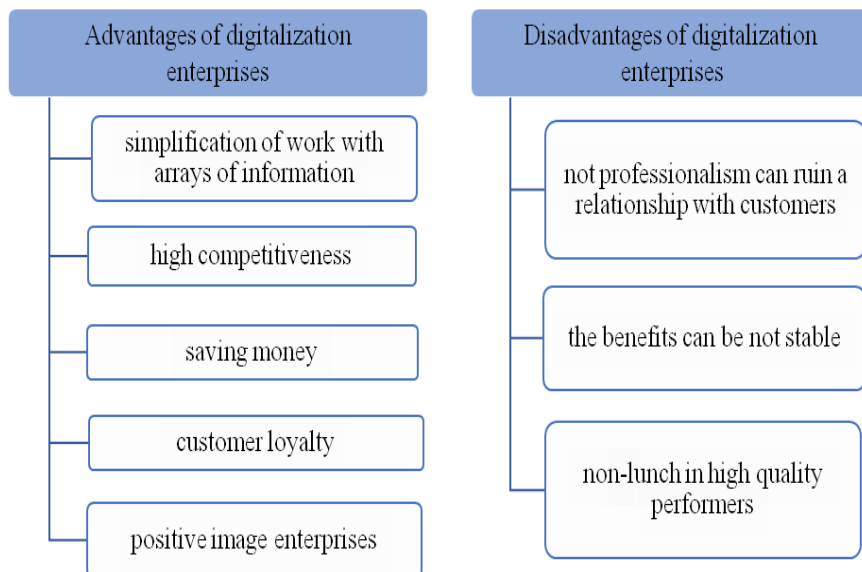 Advantages of digitalization
enterprises
simplification of work with
arrays of information
high competitiveness
saving money
customer loyalty
positive image enterprises
Disadvantages of digitalization
enterprises
not professionalism can ruin a
relationship with customers
the benefits can be not stable
non-lunch in high quality
performers